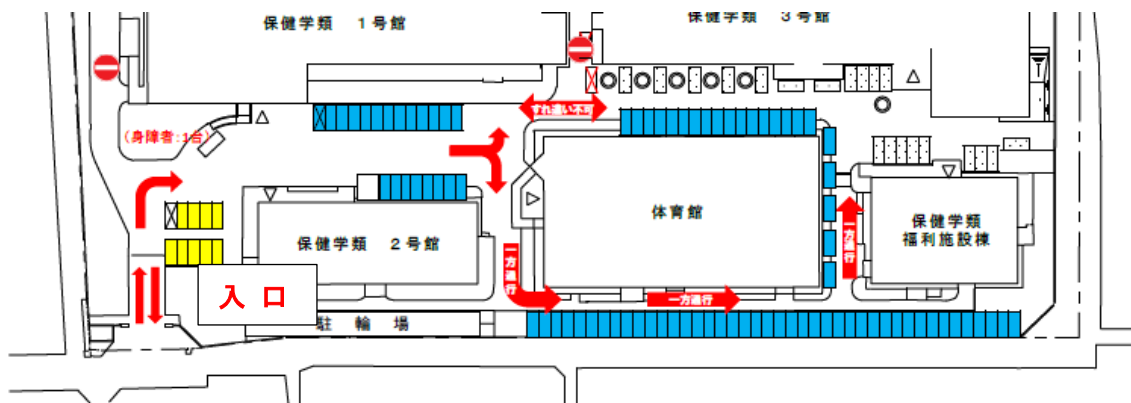 保健学類 1号館
保健学類 3号館
すれ違い不可
(身障者:1台)
体育館
保健学類 2号館
保健学類
福利施設棟
一方通行
一方通行
一方通行
入口
駐輪場